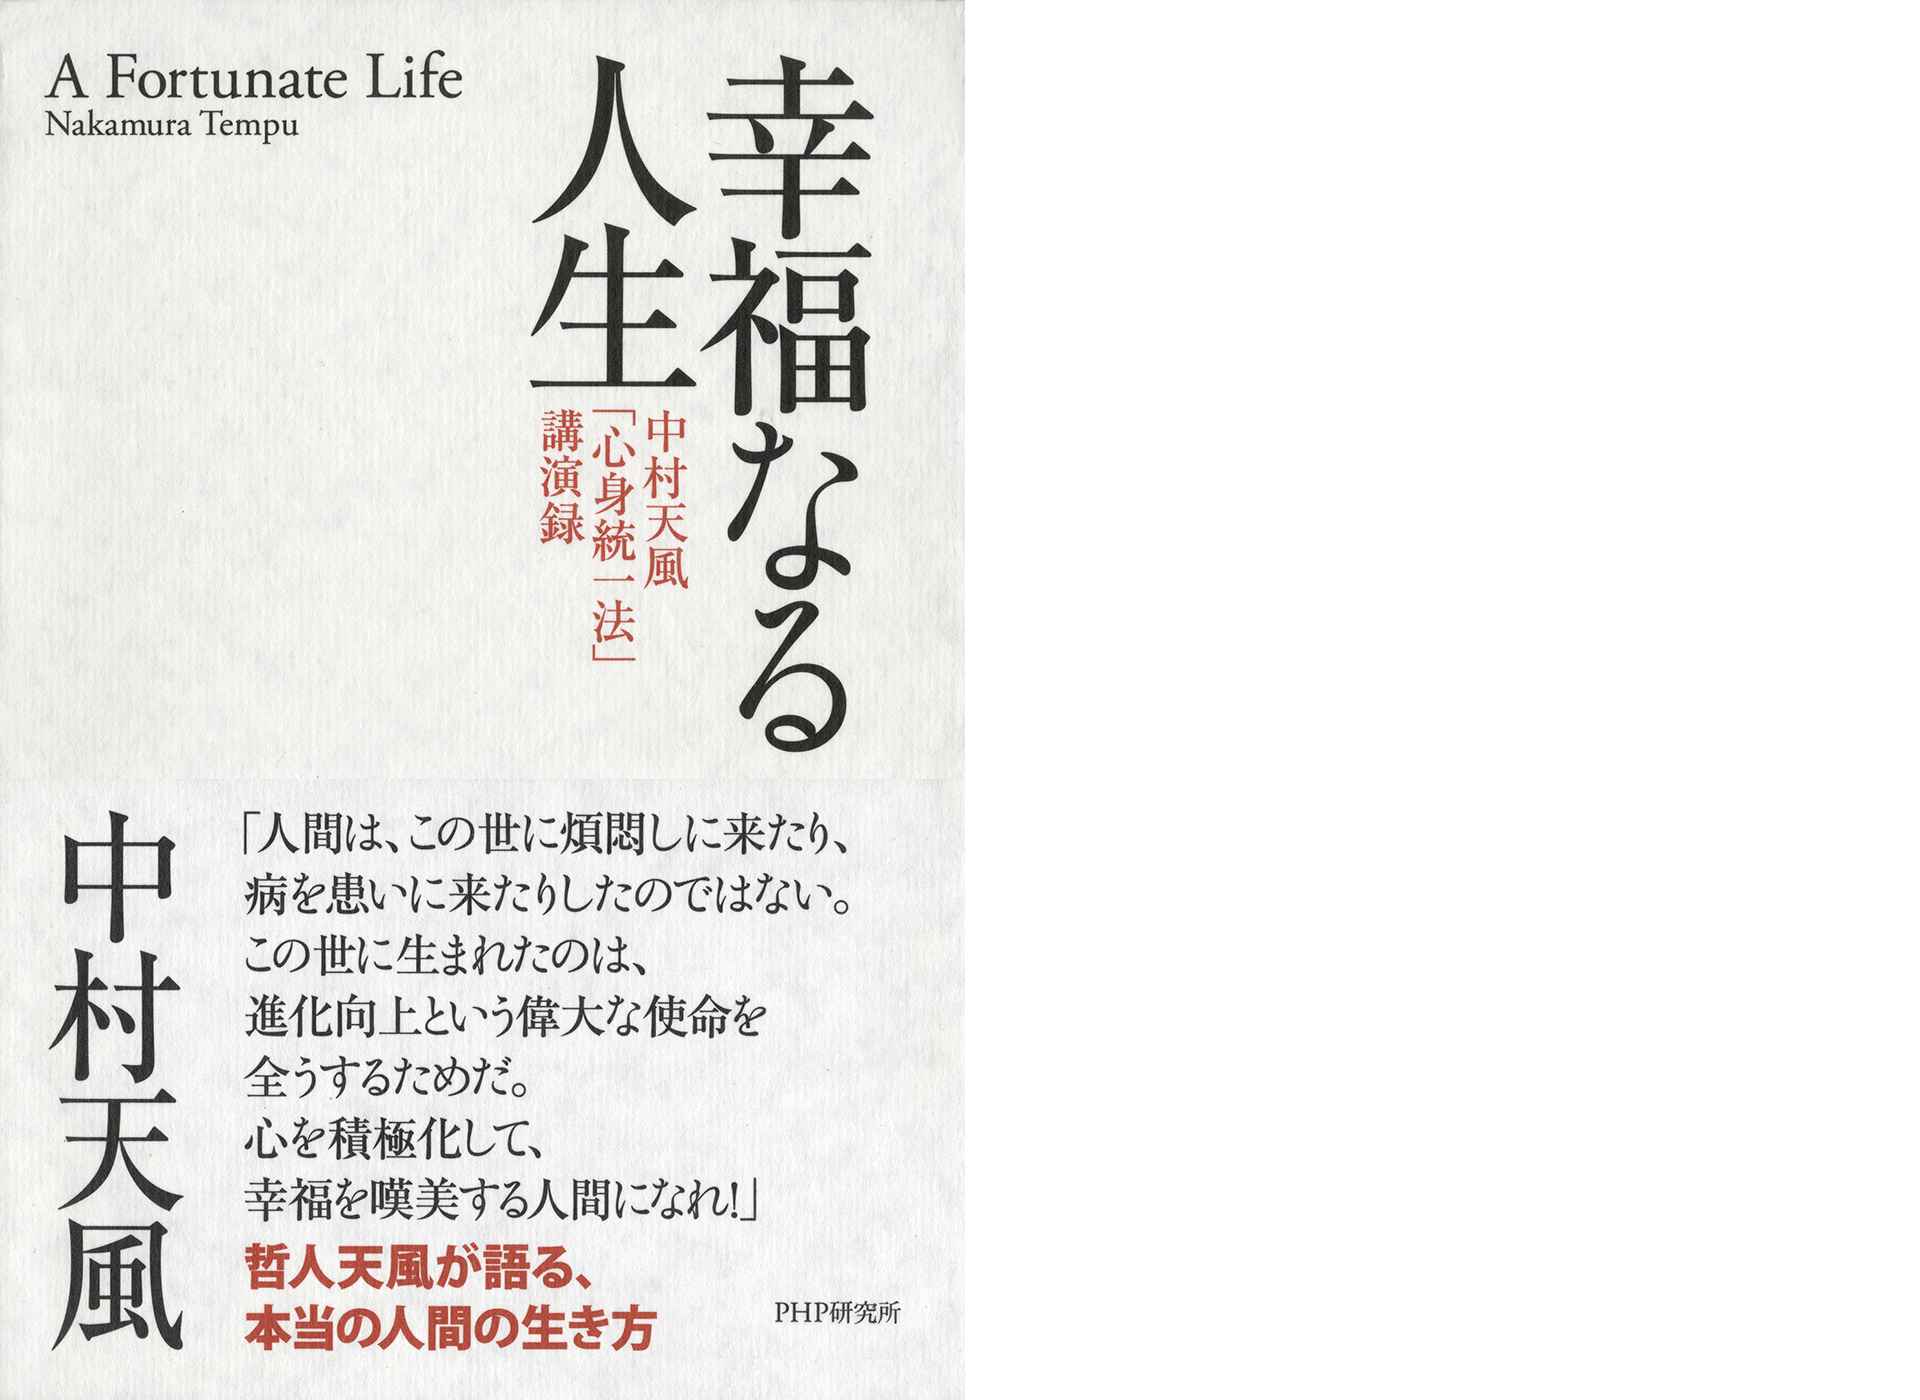 A Fortunate Life
Nakamura Tempu
幸福なる
人生
中村天風
「心身統一法」
講演録
中村天風
「人間は、この世に煩悶しに来たり、
病を患いに来たりしたのではない。
この世に生まれたのは、
進化向上という偉大な使命を
全うするためだ。
心を積極化して、
幸福を嘆美する人間になれ!」
哲人天風が語る、
本当の人間の生き方
PHP研究所